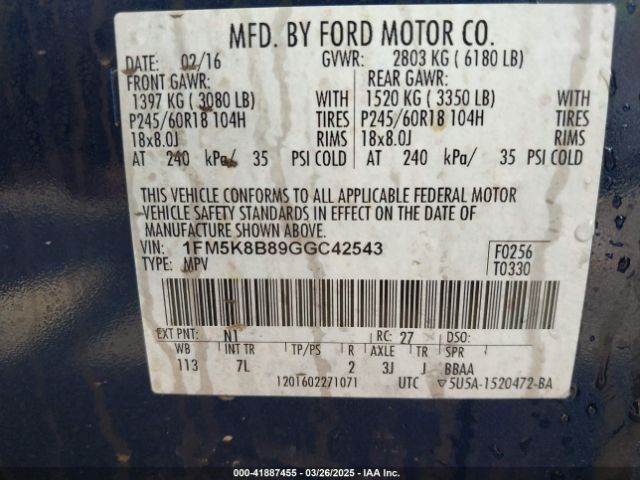 MFD. BY FORD MOTOR CO.
DATE: 02/16 GVWR: 2803 KG ( 6180 LB)
FRONT GAWR: REAR GAWR:
1397 KG ( 3080 LB) WITH 1520 KG ( 3350 LB) WITH
P245/60R18 104H TIRES P245/60R18 104H TIRES
18x8.0J RIMS 18x8.0J RIMS
AT 240 kPa/ 35 PSI COLD AT 240 kPa/ 35 PSI COLD
THIS VEHICLE CONFORMS TO ALL APPLICABLE FEDERAL MOTOR
VEHICLE SAFETY STANDARDS IN EFFECT ON THE DATE OF
MANUFACTURE SHOWN ABOVE.
VIN: 1FM5K8B89GGC42543 F0256
TYPE: MPV T0330
EXT PNT: N1 RC: 27 DSO:
WB INT TR TP/PS R AXLE TR SPR
113 7L 2 3J J BBAA
1201602271071 UTC ▽5U5A-1520472-BA
000-41887455 - 03/26/2025 - IAA Inc.